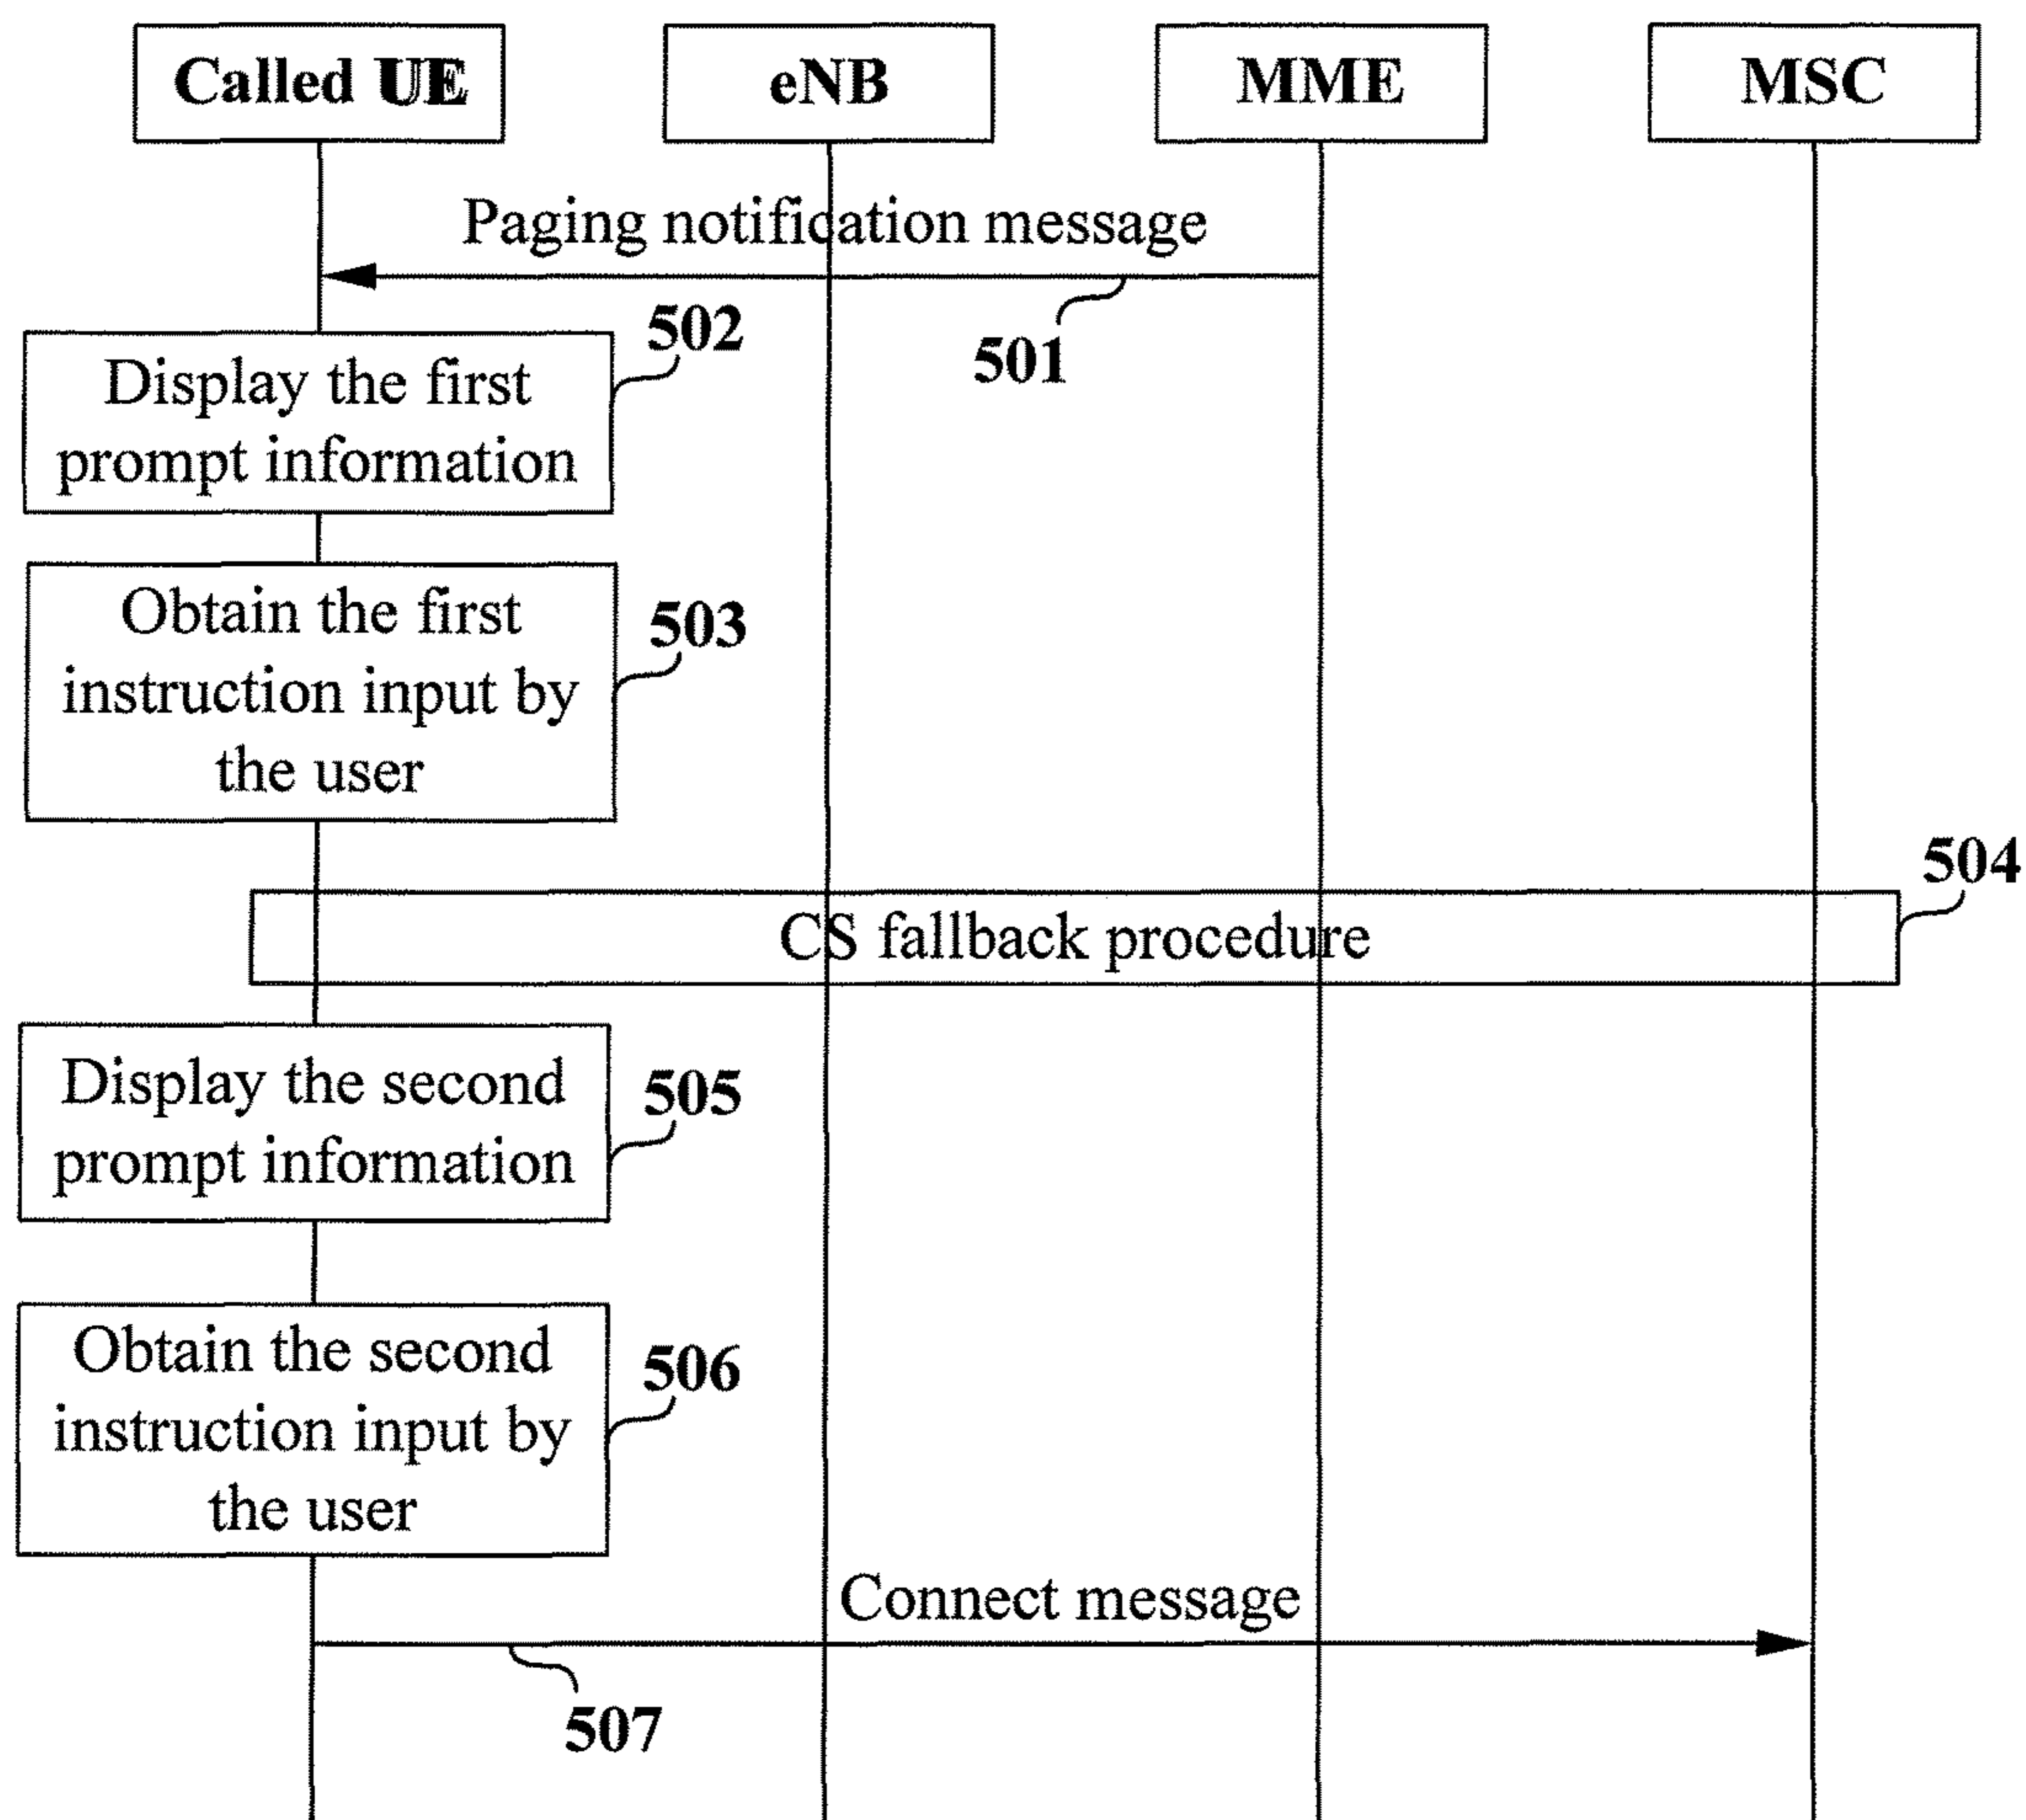 Called UE
eNB
MME
MSC
Paging notification message
501
502
Display the first
prompt information
503
Obtain the first
instruction input by
the user
504
CS fallback procedure
505
Display the second
prompt information
506
Obtain the second
instruction input by
the user
Connect message
507